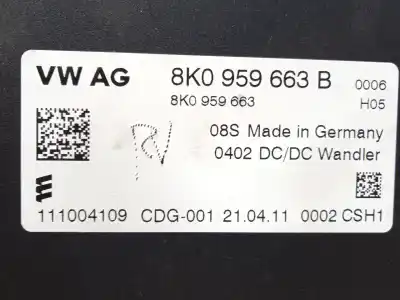 VW AG 8K0 959 663 B 0006
8K0 959 663 H05
08S Made in Germany
RV
0402 DC/DC Wandler
111004109 CDG-001 21.04.11 0002 CSH1